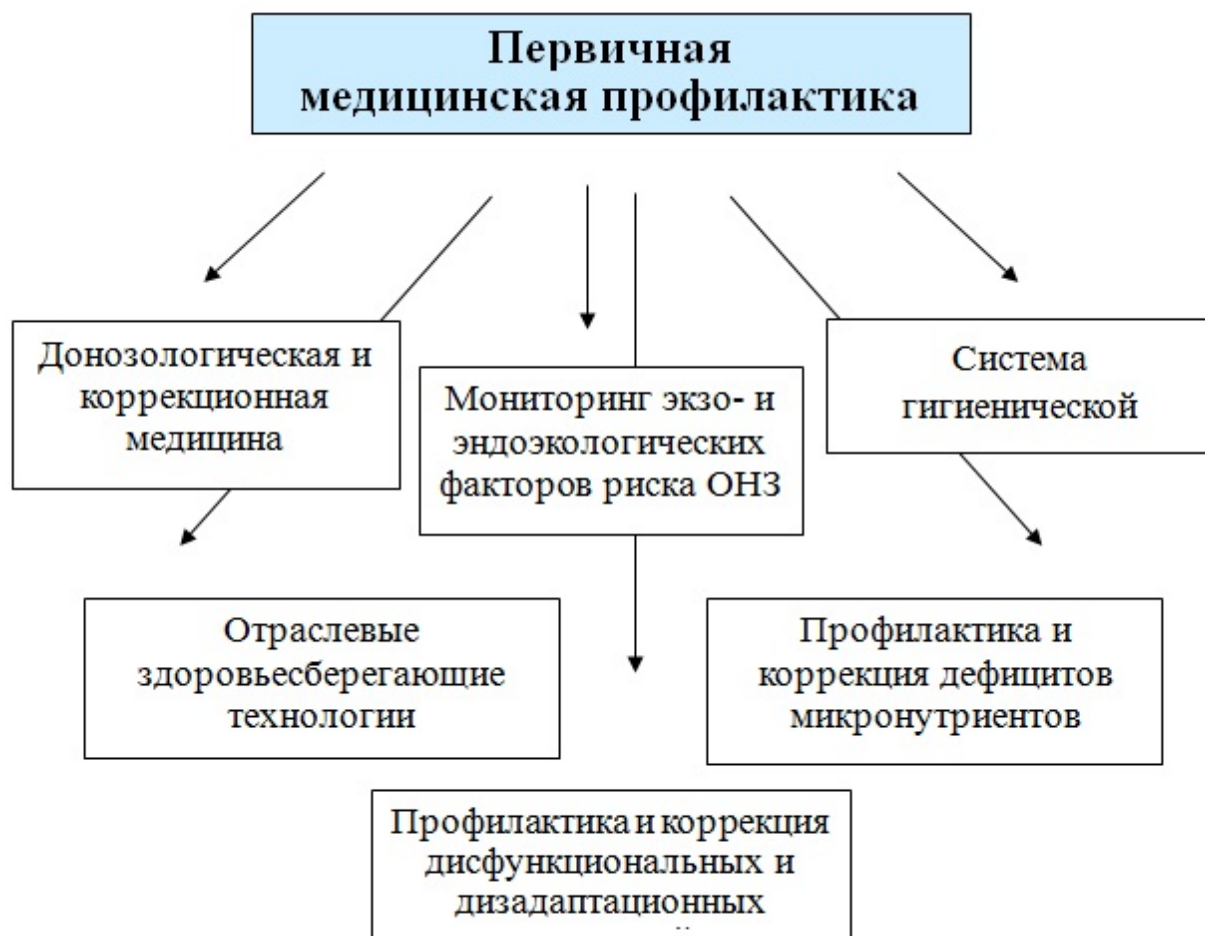 Первичная
медицинская профилактика
Донозологическая и
коррекционная
медицина
Мониторинг экзо- и
эндоэкологических
факторов риска ОНЗ
Система
гигиенической
Отраслевые
здоровьесберегающие
технологии
Профилактика и
коррекция дефицитов
микронутриентов
Профилактика и коррекция
дисфункциональных и
дизадаптационных